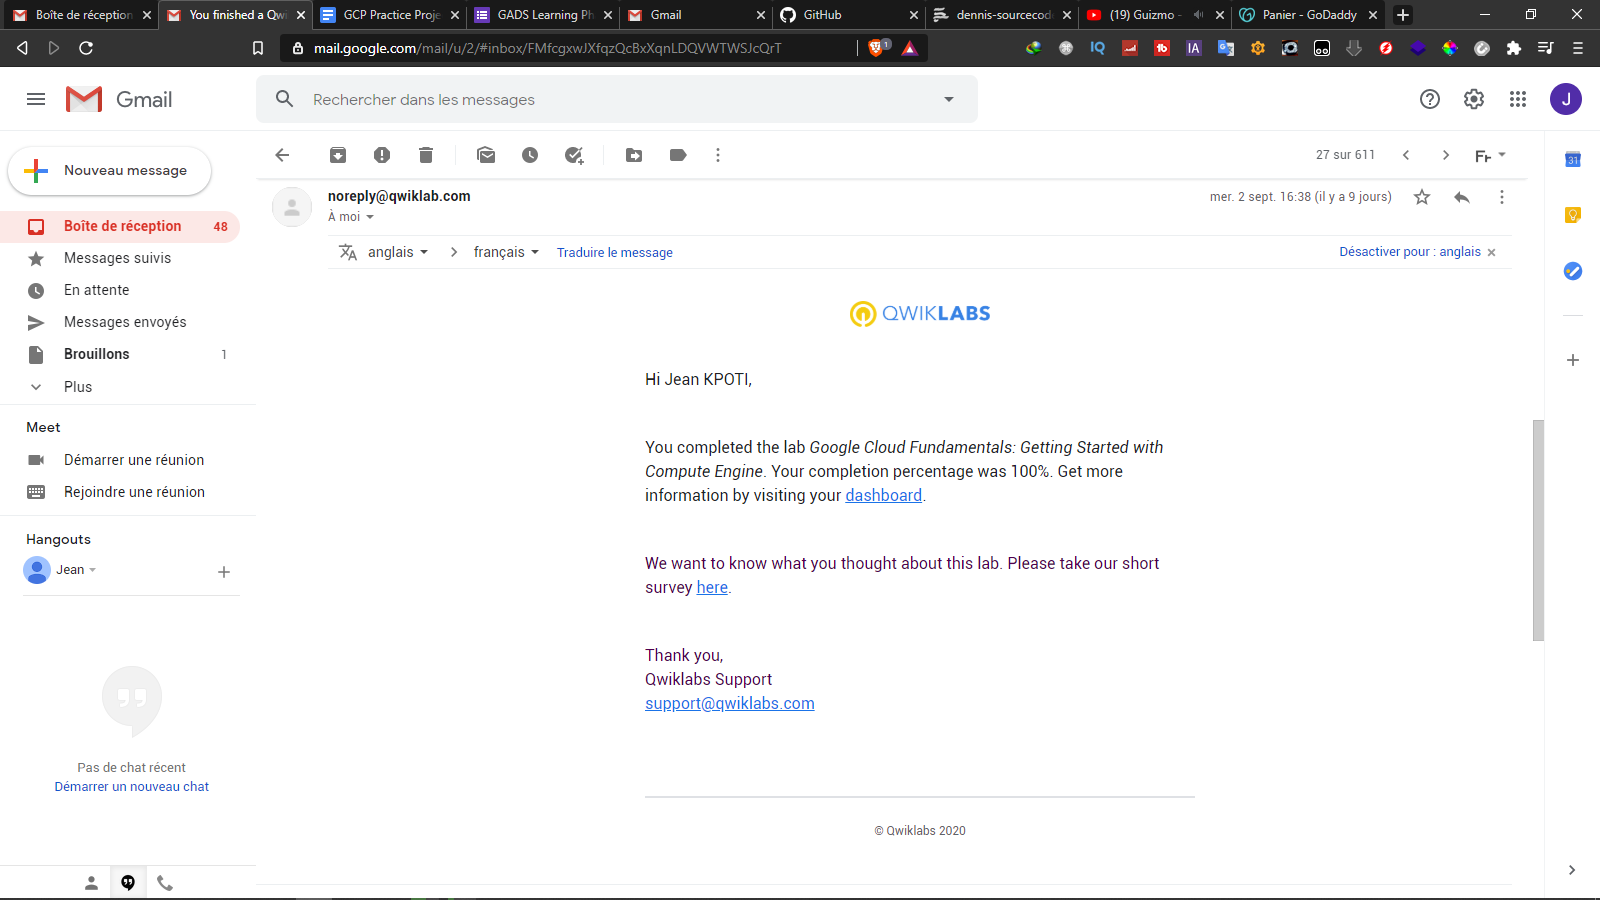 Boîte de réception
You finished a Qwi
GCP Practice Proje
GADS Learning Ph
Gmail
GitHub
dennis-sourcecod
(19) Guizmo -
Panier - GoDaddy
mail.google.com/mail/u/2/#inbox/FMfcgxwJXfqzQcBxXqnLDQVWTWSJcQrT
1
IQ
IA
Gmail
Rechercher dans les messages
J
Nouveau message
27 sur 611
31
Boîte de réception 48
Messages suivis
En attente
Messages envoyés
Brouillons 1
Plus
Meet
Démarrer une réunion
Rejoindre une réunion
Hangouts
Jean
Pas de chat récent
Démarrer un nouveau chat
noreply@qwiklab.com
mer. 2 sept. 16:38 (il y a 9 jours)
À moi
anglais
français
Traduire le message
Désactiver pour : anglais
QWIKLABS
Hi Jean KPOTI,
You completed the lab Google Cloud Fundamentals: Getting Started with
Compute Engine. Your completion percentage was 100%. Get more
information by visiting your dashboard.
We want to know what you thought about this lab. Please take our short
survey here.
Thank you,
Qwiklabs Support
support@qwiklabs.com
© Qwiklabs 2020